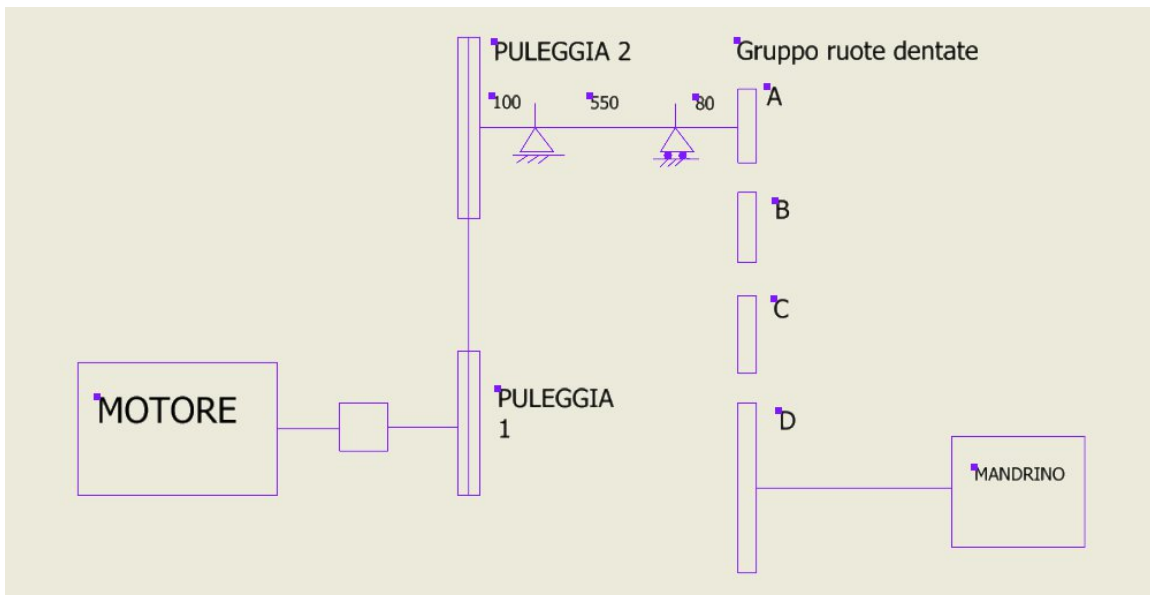 PULEGGIA 2
Gruppo ruote dentate
100
550
80
A
B
C
PULEGGIA
1
MOTORE
D
MANDRINO